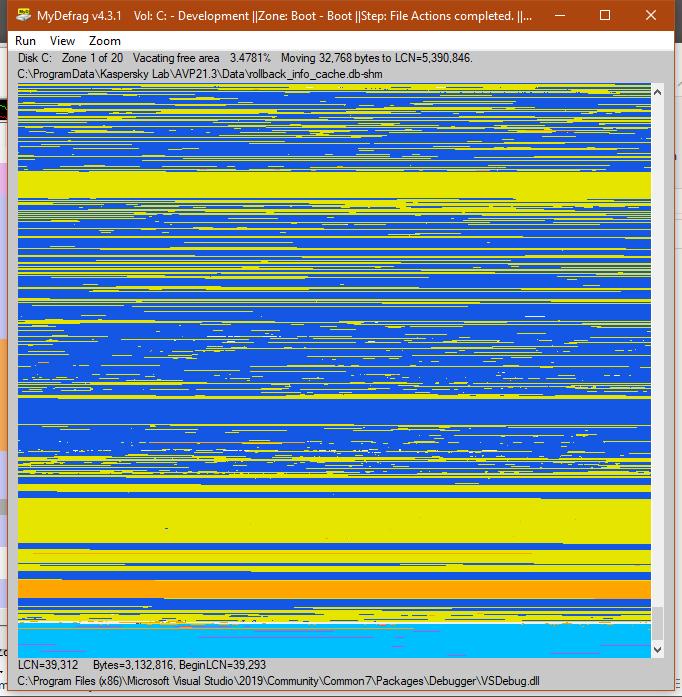 MyDefrag v4.3.1 Vol: C: - Development ||Zone: Boot - Boot ||Step: File Actions completed. ||...
Run View Zoom
Disk C: Zone 1 of 20 Vacating free area 3.4781% Moving 32,768 bytes to LCN=5,390,846.
C:\ProgramData\Kaspersky Lab\AVP21.3\Data\rollback_info_cache.db-shm
LCN=39,312 Bytes=3,132,816, BeginLCN=39,293
C:\Program Files (x86)\Microsoft Visual Studio\2019\Community\Common7\Packages\Debugger\VSDebug.dll